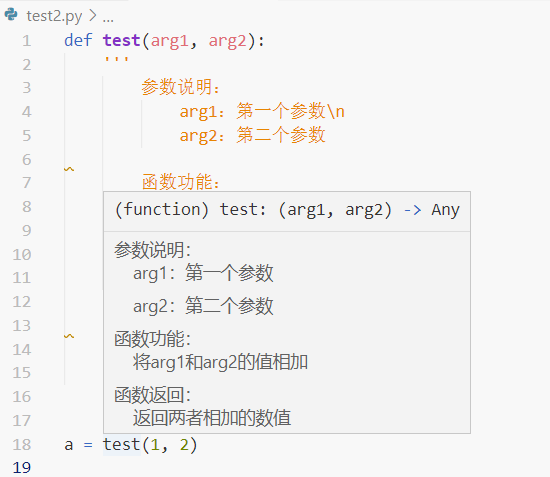 test2.py > ...
1 def test(arg1, arg2):
2 '''
3 参数说明：
4 arg1：第一个参数\n
5 arg2：第二个参数
6
7 函数功能：
8 (function) test: (arg1, arg2) -> Any
9
10 参数说明：
11 arg1：第一个参数
12 arg2：第二个参数
13
14 函数功能：
15 将arg1和arg2的值相加
16 函数返回：
17 返回两者相加的数值
18 a = test(1, 2)
19